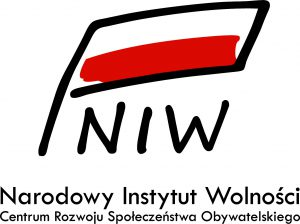 NIW
Narodowy Instytut Wolności
Centrum Rozwoju Społeczeństwa Obywatelskiego